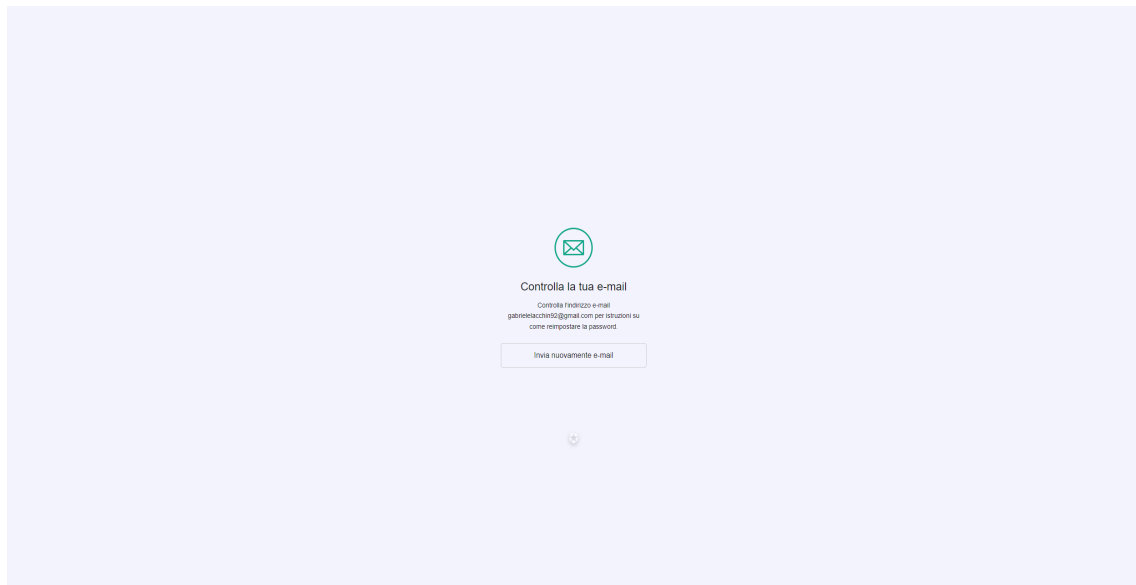 Controlla la tua e-mail
Controlla l'indirizzo e-mail
gabrielelacchin92@gmail.com per istruzioni su
come reimpostare la password.
Invia nuovamente e-mail